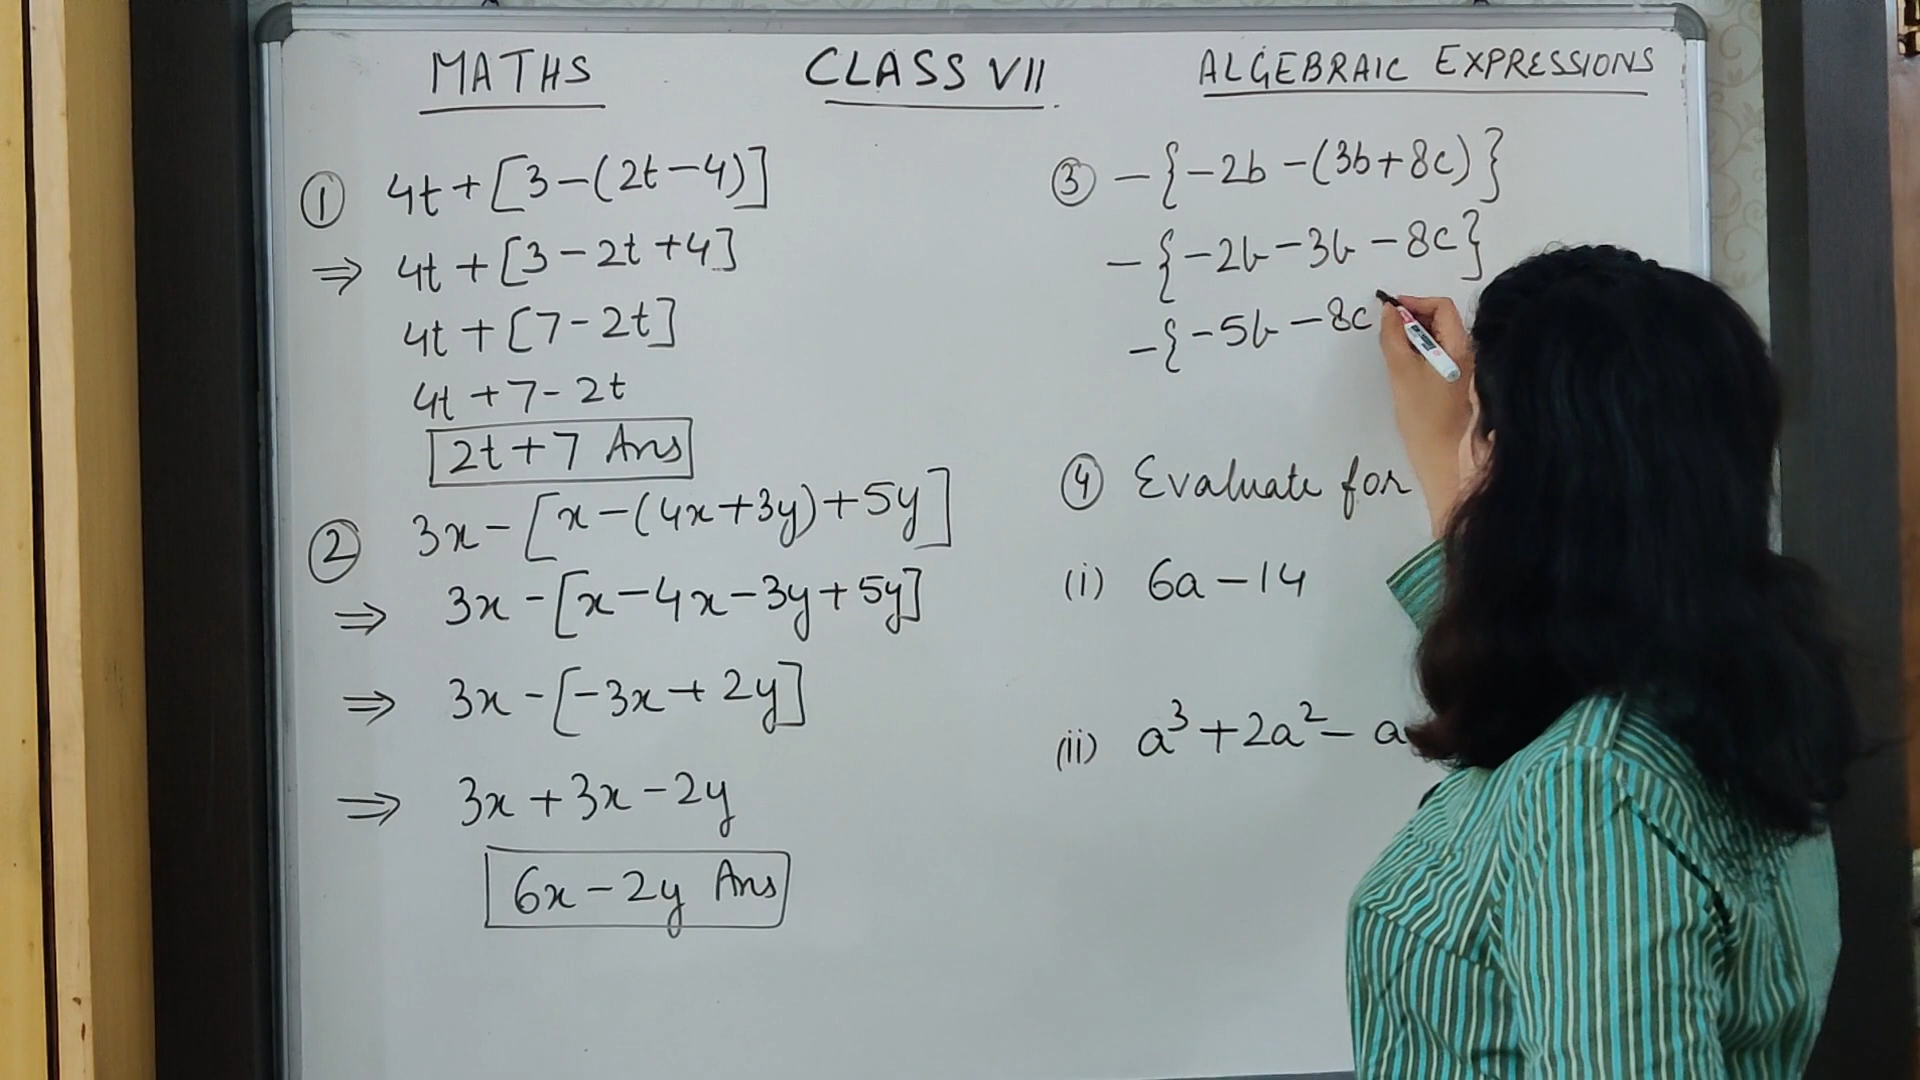 MATHS CLASS VII ALGEBRAIC EXPRESSIONS
① 4t + [3 - (2t - 4)]
⇒ 4t + [3 - 2t + 4]
4t + [7 - 2t]
4t + 7 - 2t
2t + 7 Ans
② 3x - [x - (4x + 3y) + 5y]
⇒ 3x - [x - 4x - 3y + 5y]
⇒ 3x - [-3x + 2y]
⇒ 3x + 3x - 2y
6x - 2y Ans
③ - {-2b - (3b + 8c)}
- {-2b - 3b - 8c}
- {-5b - 8c
④ Evaluate for
(i) 6a - 14
(ii) a³ + 2a² - a